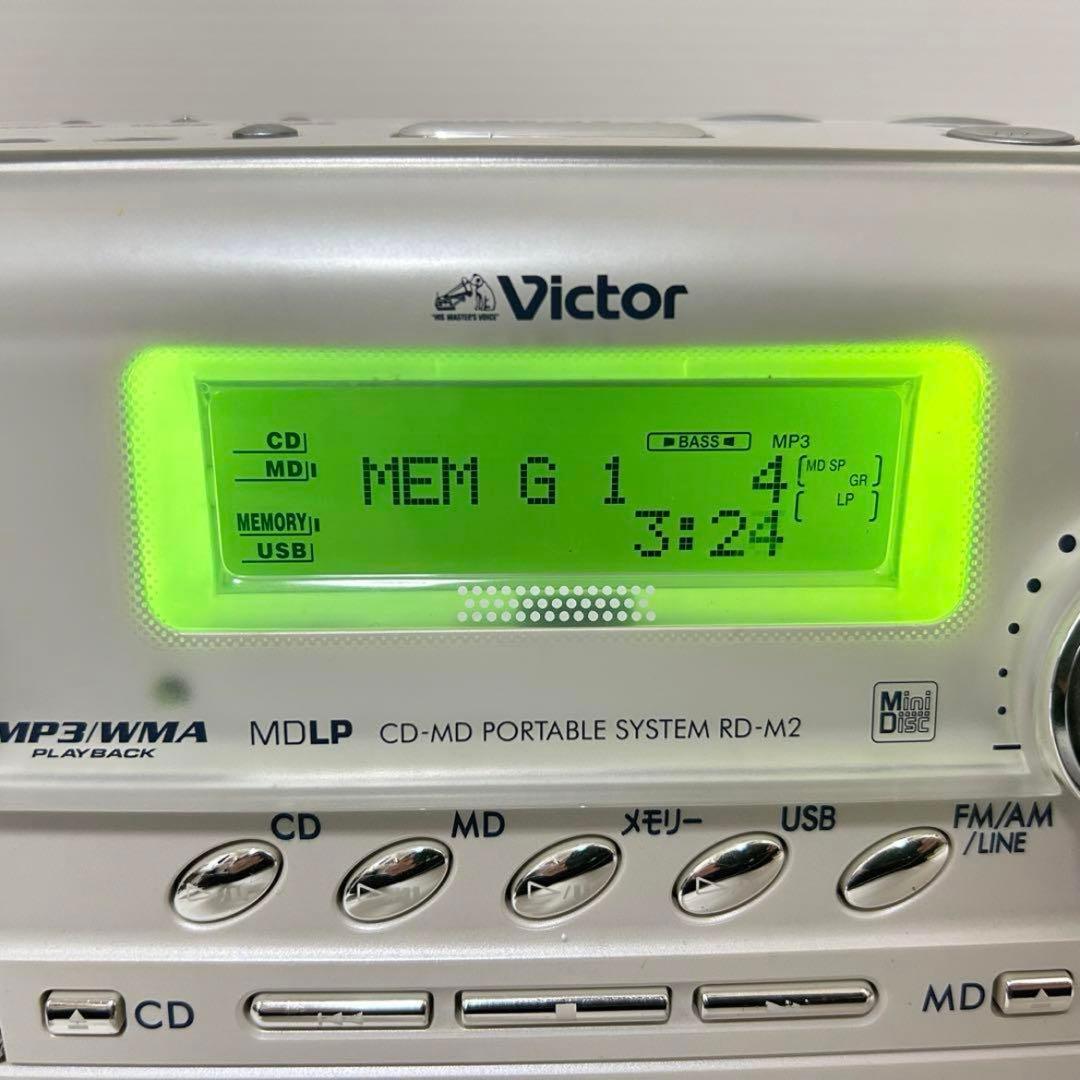 "HIS MASTER'S VOICE"
Victor
CD
MD
MEMORY
USB
BASS
MP3
MEM G 1 4
3:24
MD SP
GR
LP
MP3/WMA
PLAYBACK
MDLP
CD-MD PORTABLE SYSTEM RD-M2
Mini
Disc
CD
MD
メモリー
USB
FM/AM
/LINE
CD
MD